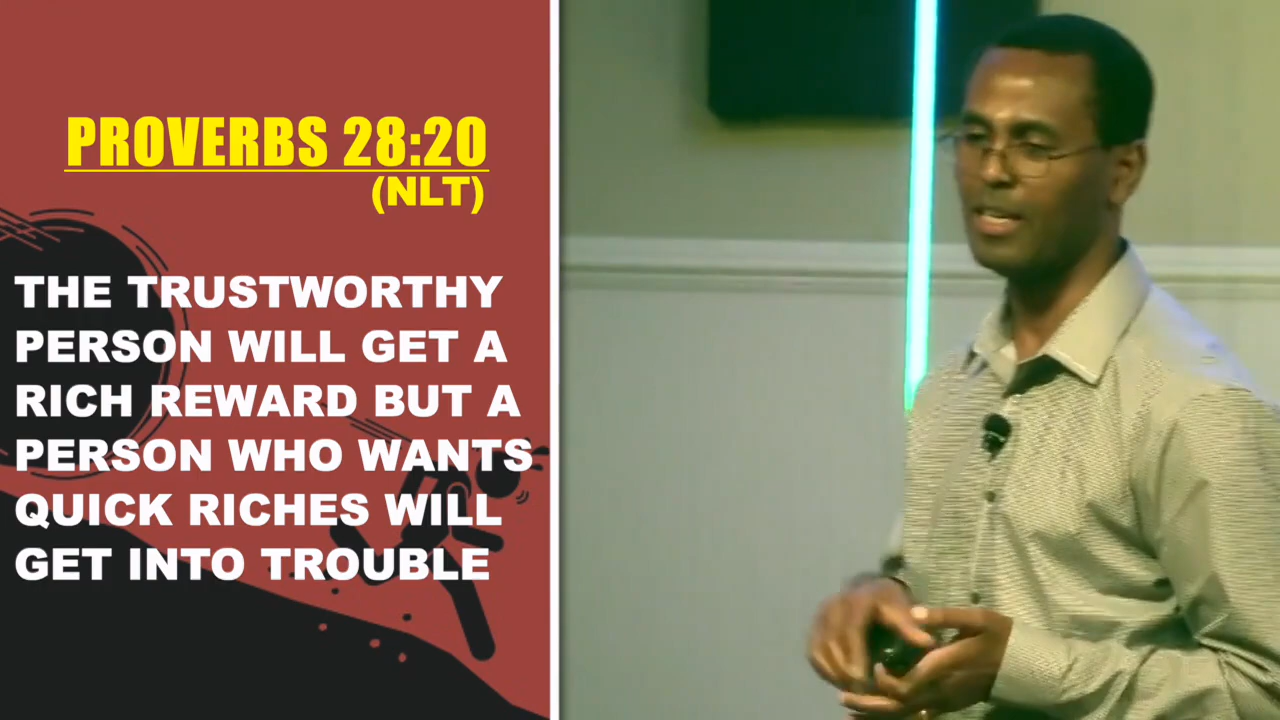 PROVERBS 28:20
(NLT)
THE TRUSTWORTHY
PERSON WILL GET A
RICH REWARD BUT A
PERSON WHO WANTS
QUICK RICHES WILL
GET INTO TROUBLE